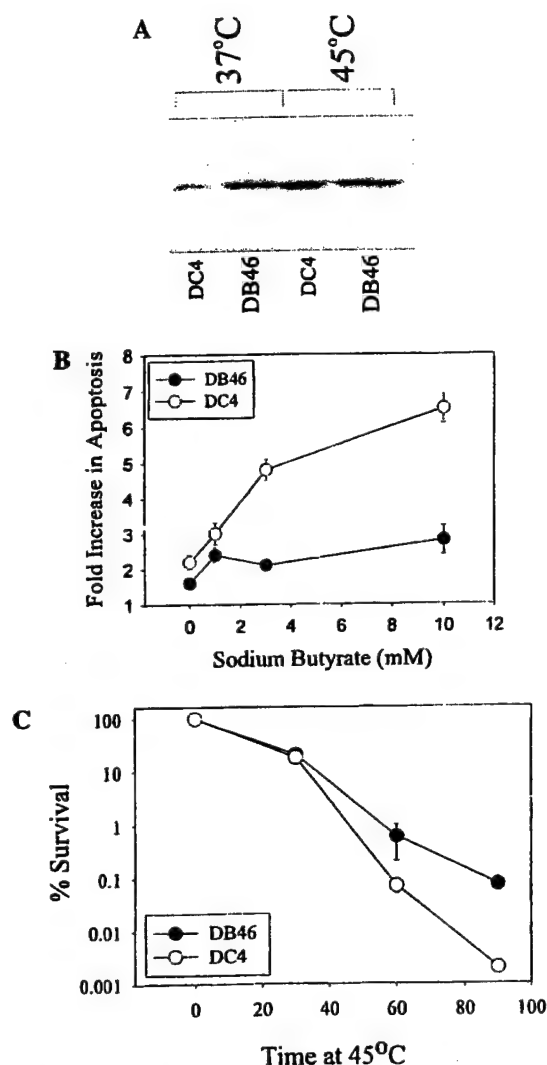 A
37°C
45°C
DC4
DB46
DC4
DB46
B
8
7
6
5
4
3
2
1
Fold Increase in Apoptosis
DB46
DC4
0 2 4 6 8 10 12
Sodium Butyrate (mM)
C
100
10
1
0.1
0.01
0.001
% Survival
DB46
DC4
0 20 40 60 80 100
Time at 45°C